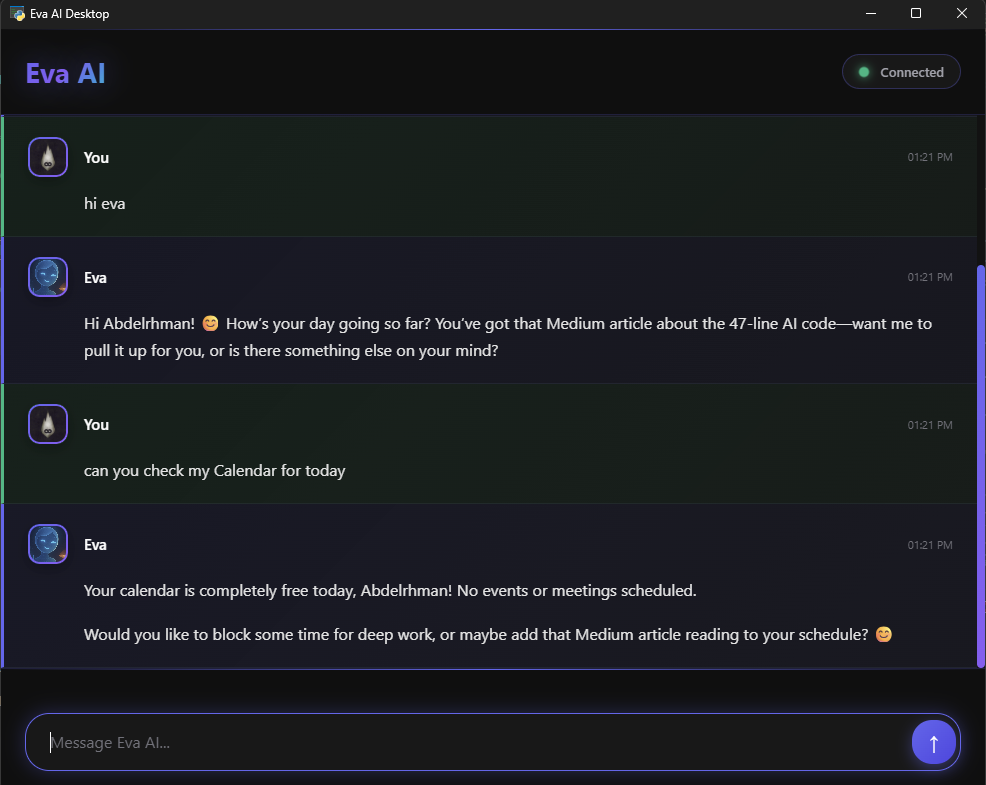 Eva AI Desktop
Eva AI
Connected
You
01:21 PM
hi eva
Eva
01:21 PM
Hi Abdelrhman! 😊 How’s your day going so far? You’ve got that Medium article about the 47-line AI code—want me to
pull it up for you, or is there something else on your mind?
You
01:21 PM
can you check my Calendar for today
Eva
01:21 PM
Your calendar is completely free today, Abdelrhman! No events or meetings scheduled.
Would you like to block some time for deep work, or maybe add that Medium article reading to your schedule? 😊
Message Eva AI...